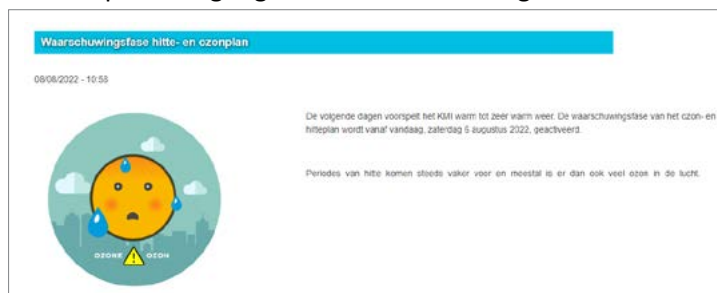 Waarschuwingsfase hitte- en ozonplan
08/08/2022 - 10:58
De volgende dagen voorspelt het KMI warm tot zeer warm weer. De waarschuwingsfase van het ozon- en
hitteplan wordt vanaf vandaag, zaterdag 6 augustus 2022, geactiveerd.
Periodes van hitte komen steeds vaker voor en meestal is er dan ook veel ozon in de lucht.
OZONE OZON